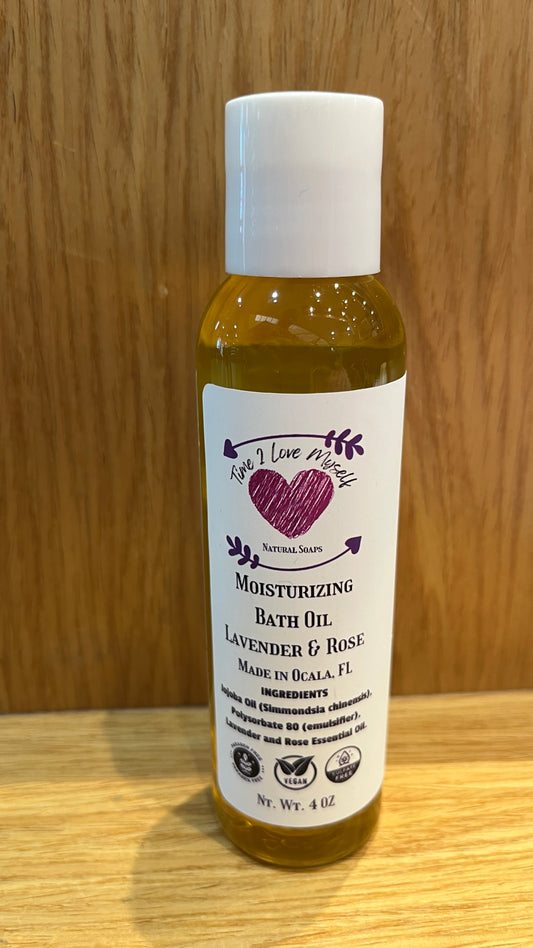 Time 2 Love Myself
Natural Soaps
Moisturizing
Bath Oil
Lavender & Rose
Made in Ocala, FL
INGREDIENTS
Jojoba Oil (Simmondsia chinensis),
Polysorbate 80 (emulsifier),
Lavender and Rose Essential Oil.
VEGAN
FREE
Nt. Wt. 4 oz